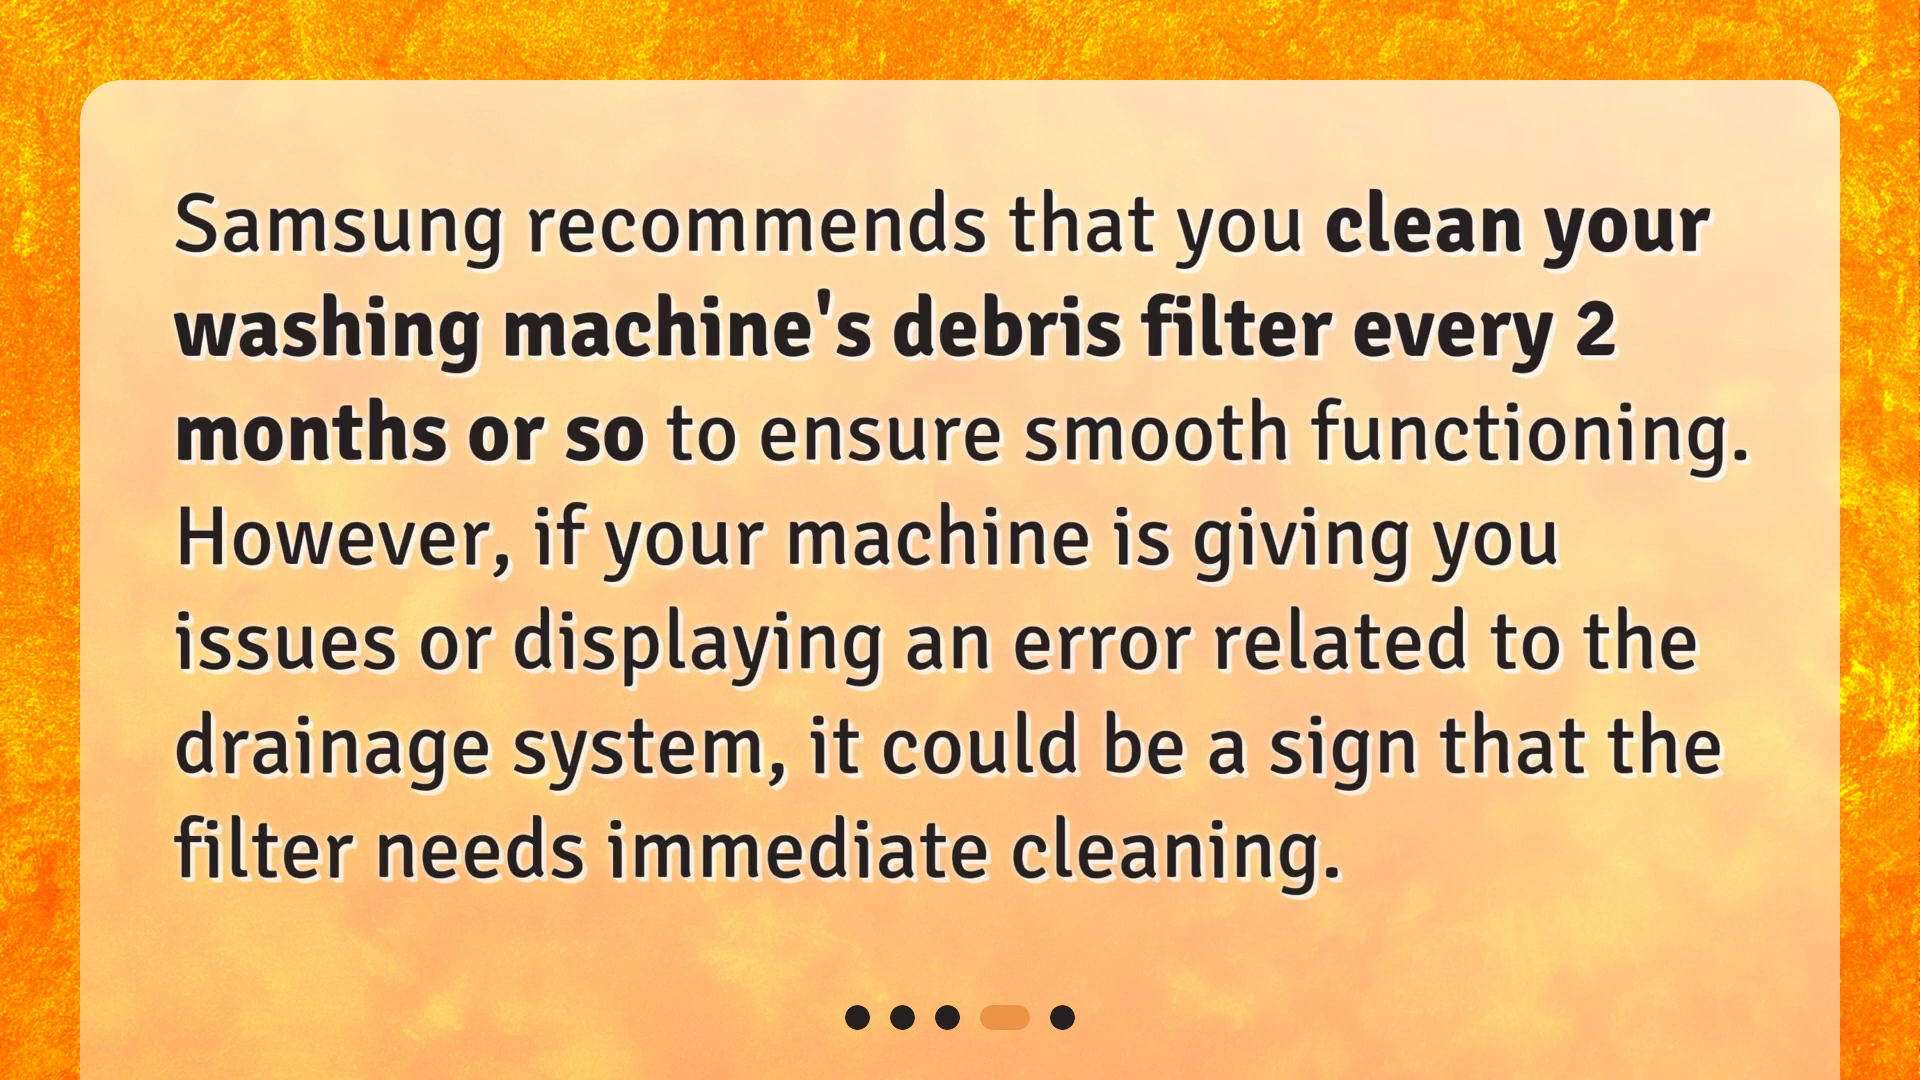 Samsung recommends that you clean your
washing machine's debris filter every 2
months or so to ensure smooth functioning.
However, if your machine is giving you
issues or displaying an error related to the
drainage system, it could be a sign that the
filter needs immediate cleaning.